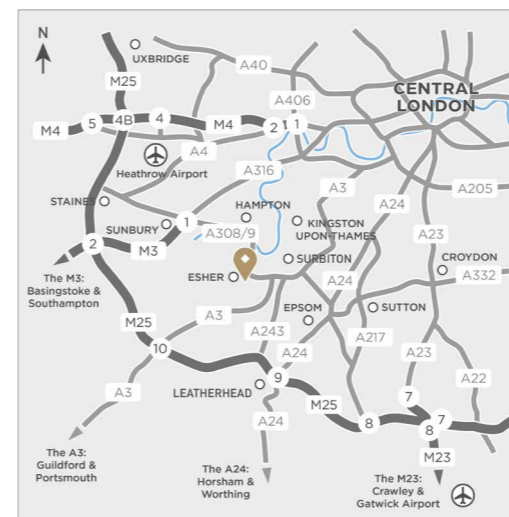 N
UXBRIDGE
M25
A40
A406
CENTRAL
LONDON
M4
5
4B
4
M4
2
1
1
A4
Heathrow Airport
A316
A3
A205
STAINES
HAMPTON
A24
SUNBURY
1
A308/9
KINGSTON
UPON-THAMES
A23
2
M3
SURBITON
CROYDON
The M3:
Basingstoke &
Southampton
ESHER
A24
A332
M25
A3
A243
EPSOM
SUTTON
A217
10
A24
A23
A22
A3
LEATHERHEAD
9
M25
7
A24
8
7
8
M23
The A3:
Guildford &
Portsmouth
The A24:
Horsham &
Worthing
The M23:
Crawley &
Gatwick Airport